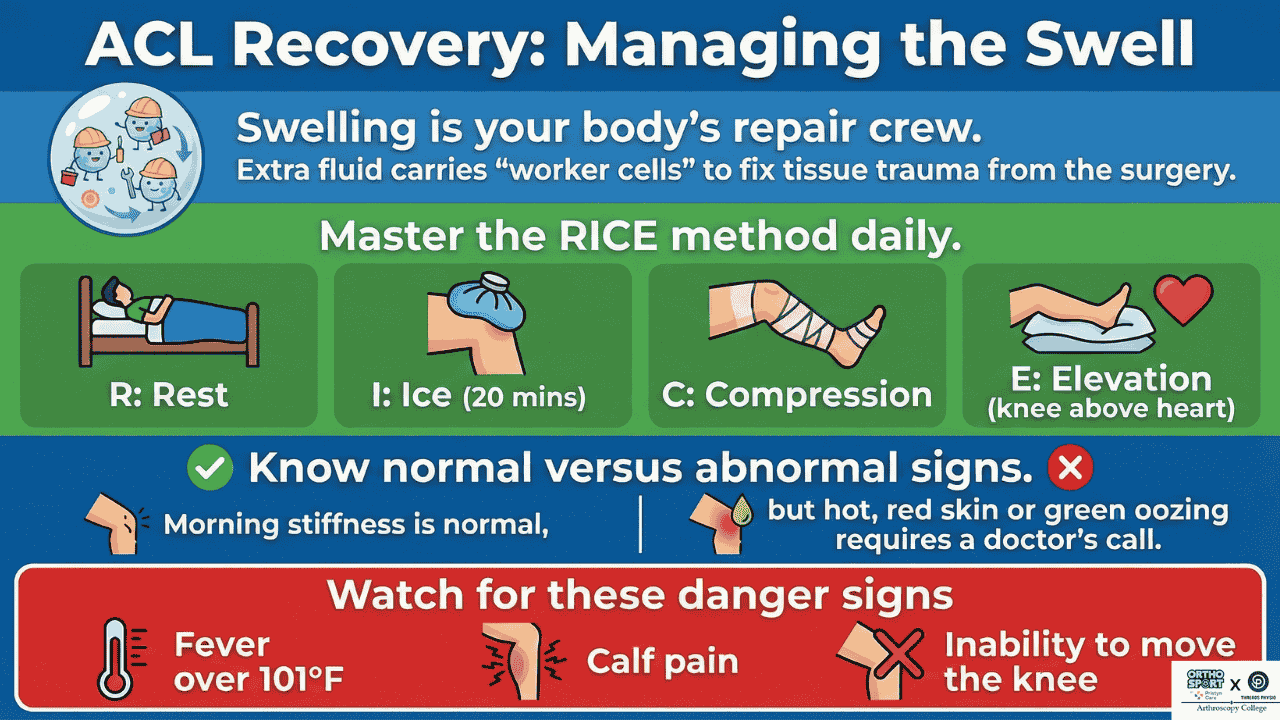 ACL Recovery: Managing the Swell
Swelling is your body's repair crew.
Extra fluid carries “worker cells” to fix tissue trauma from the surgery.
Master the RICE method daily.
R: Rest
I: Ice (20 mins)
C: Compression
E: Elevation
(knee above heart)
Know normal versus abnormal signs.
Morning stiffness is normal,
but hot, red skin or green oozing
requires a doctor's call.
Watch for these danger signs
Fever
over 101°F
Calf pain
Inability to move
the knee
ORTHO
SPORT
X
Pristyn
Care
Arthroscopy College